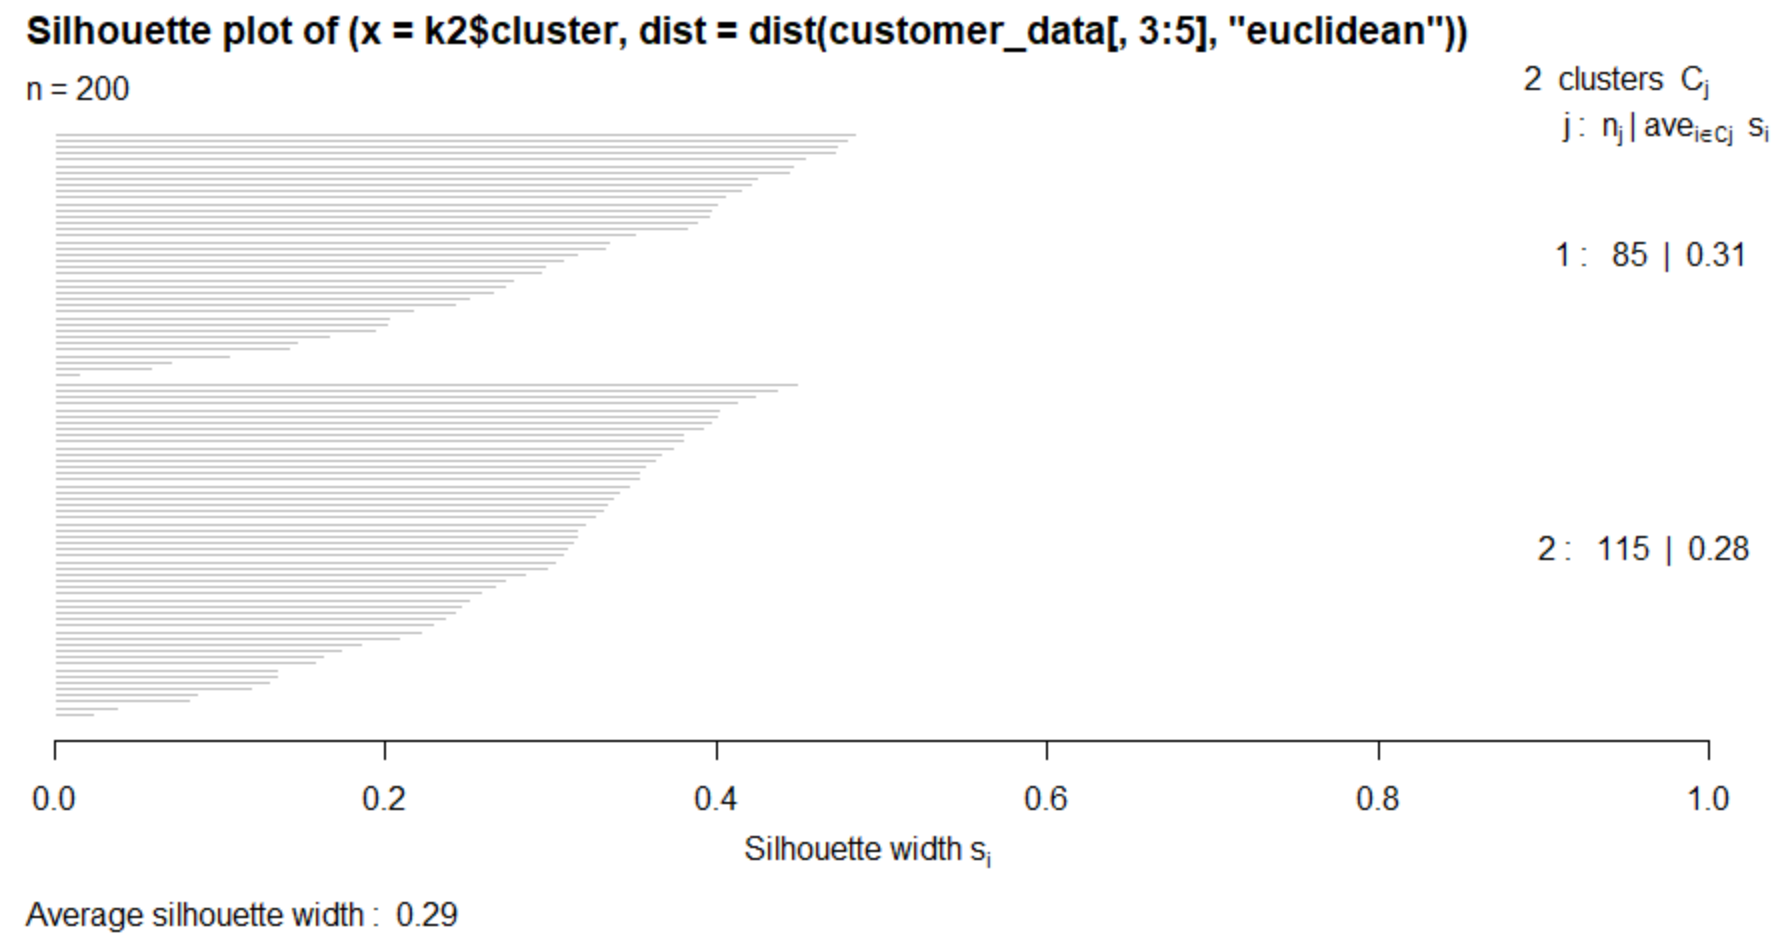 Silhouette plot of (x = k2$cluster, dist = dist(customer_data[, 3:5], "euclidean"))
n = 200
2 clusters Cj
j : nj | avei∈Cj si
1 : 85 | 0.31
2 : 115 | 0.28
0.0 0.2 0.4 0.6 0.8 1.0
Silhouette width si
Average silhouette width : 0.29